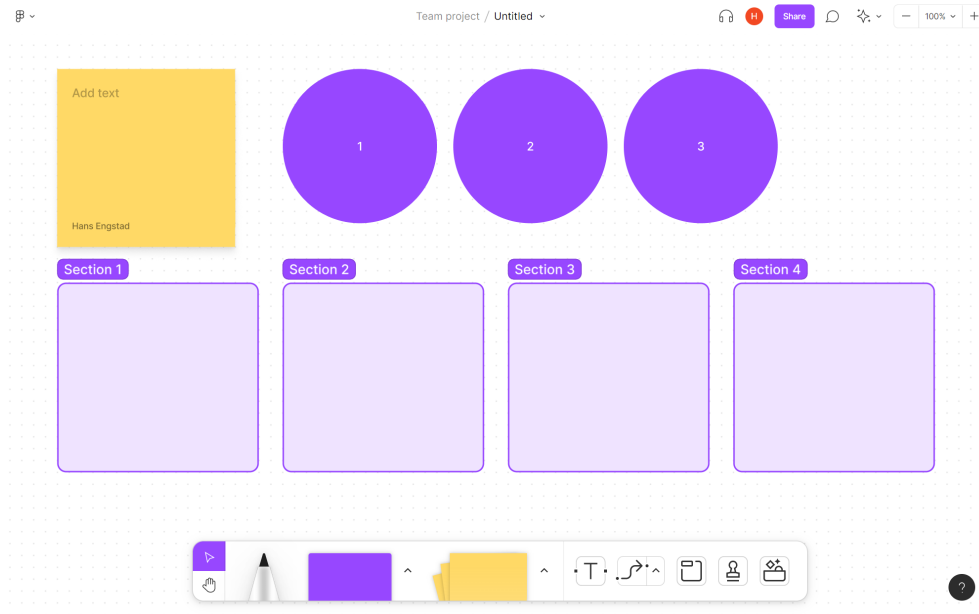 Team project / Untitled
H
Share
100%
Add text
Hans Engstad
1
2
3
Section 1
Section 2
Section 3
Section 4
T
?